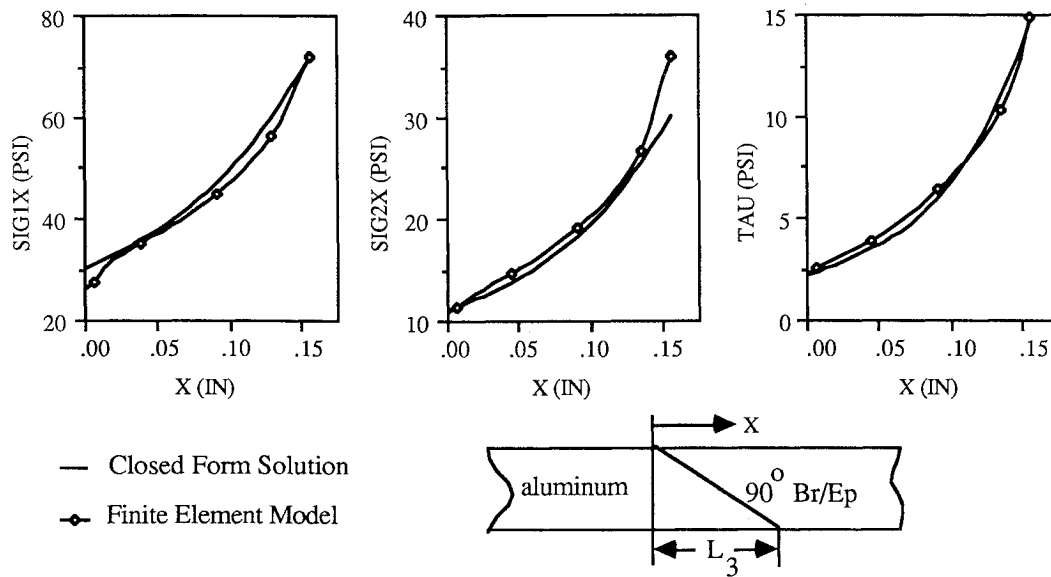 80
60
40
20
SIG1X (PSI)
.00 .05 .10 .15
X (IN)
40
30
20
10
SIG2X (PSI)
.00 .05 .10 .15
X (IN)
15
10
5
0
TAU (PSI)
.00 .05 .10 .15
X (IN)
Closed Form Solution
Finite Element Model
X
aluminum
90° Br/Ep
L3